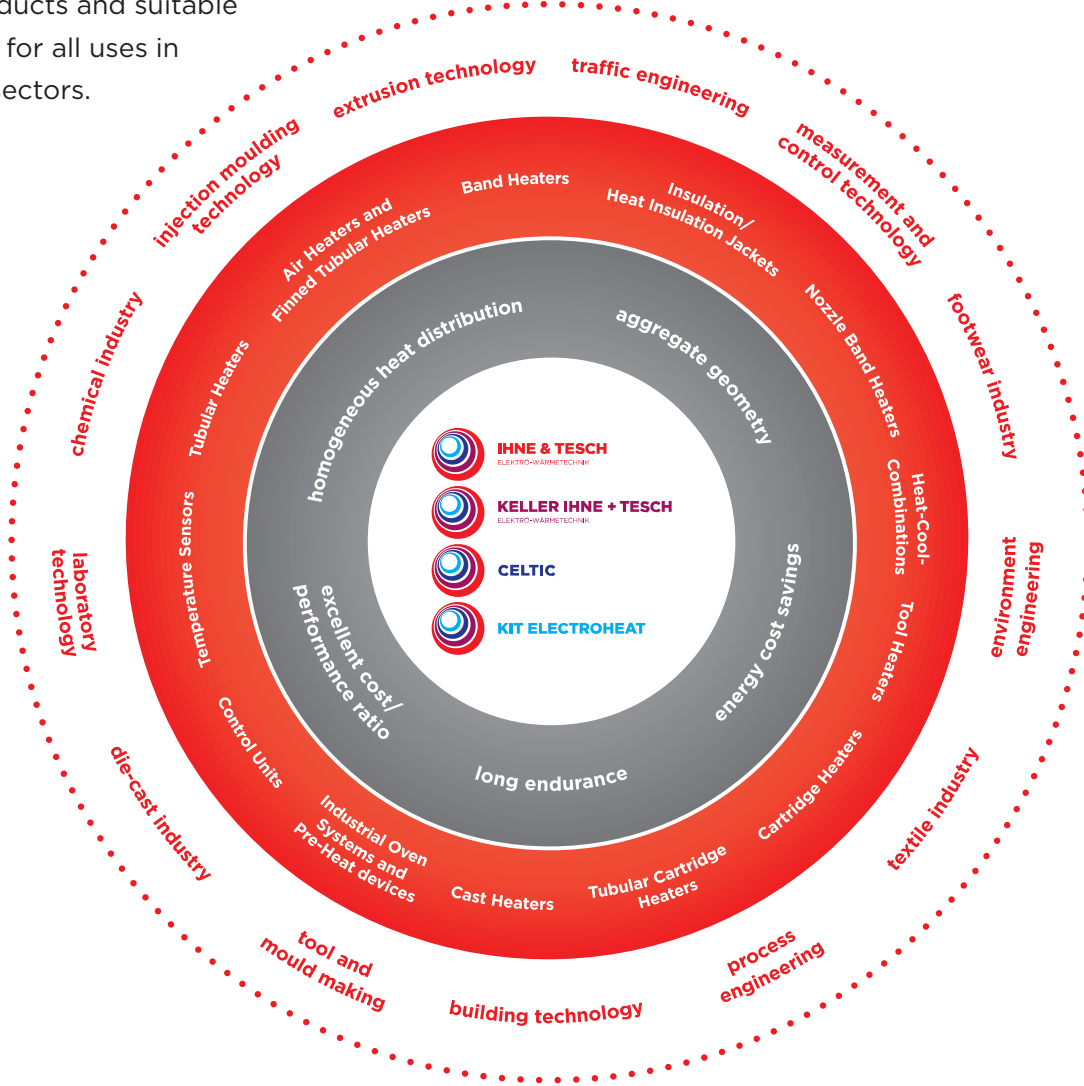 ducts and suitable
for all uses in
sectors.
extrusion technology
traffic engineering
measurement and
control technology
footwear industry
environment
engineering
textile industry
process
engineering
building technology
tool and
mould making
die-cast industry
laboratory
technology
chemical industry
injection moulding
technology
Band Heaters
Insulation/
Heat Insulation Jackets
Nozzle Band Heaters
Heat-Cool-
Combinations
Tool Heaters
Cartridge Heaters
Tubular Cartridge
Heaters
Cast Heaters
Industrial Oven
Systems and
Pre-Heat devices
Control Units
Temperature Sensors
Tubular Heaters
Air Heaters and
Finned Tubular Heaters
homogeneous heat distribution
aggregate geometry
energy cost savings
long endurance
excellent cost/
performance ratio
IHNE & TESCH
ELEKTRO-WÄRMETECHNIK
KELLER IHNE + TESCH
ELEKTRO-WÄRMETECHNIK
CELTIC
KIT ELECTROHEAT